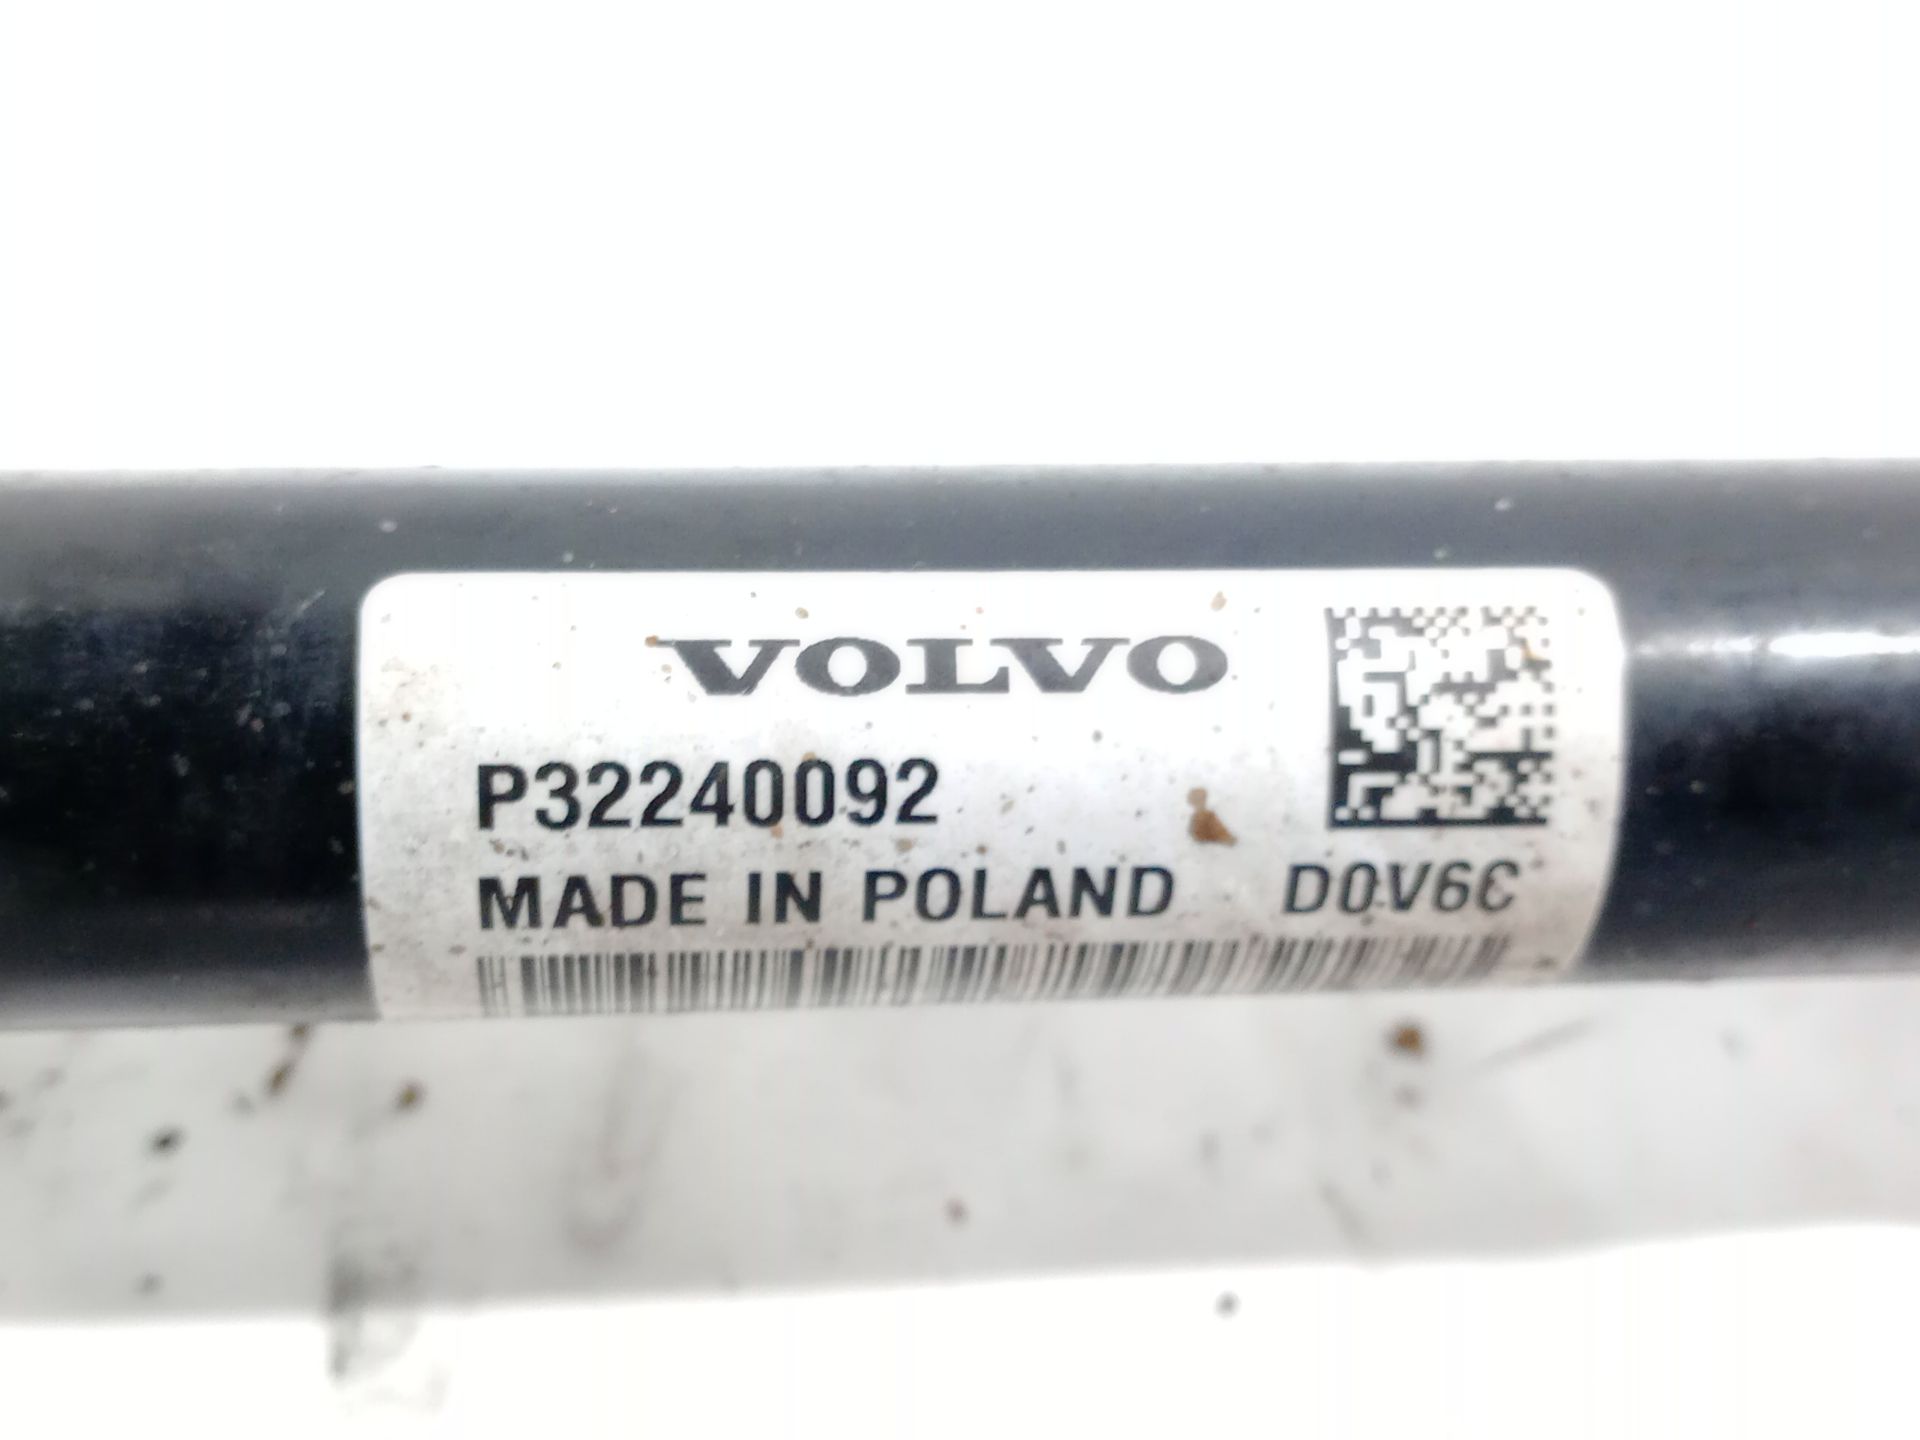 VOLVO
P32240092
MADE IN POLAND D0V6C